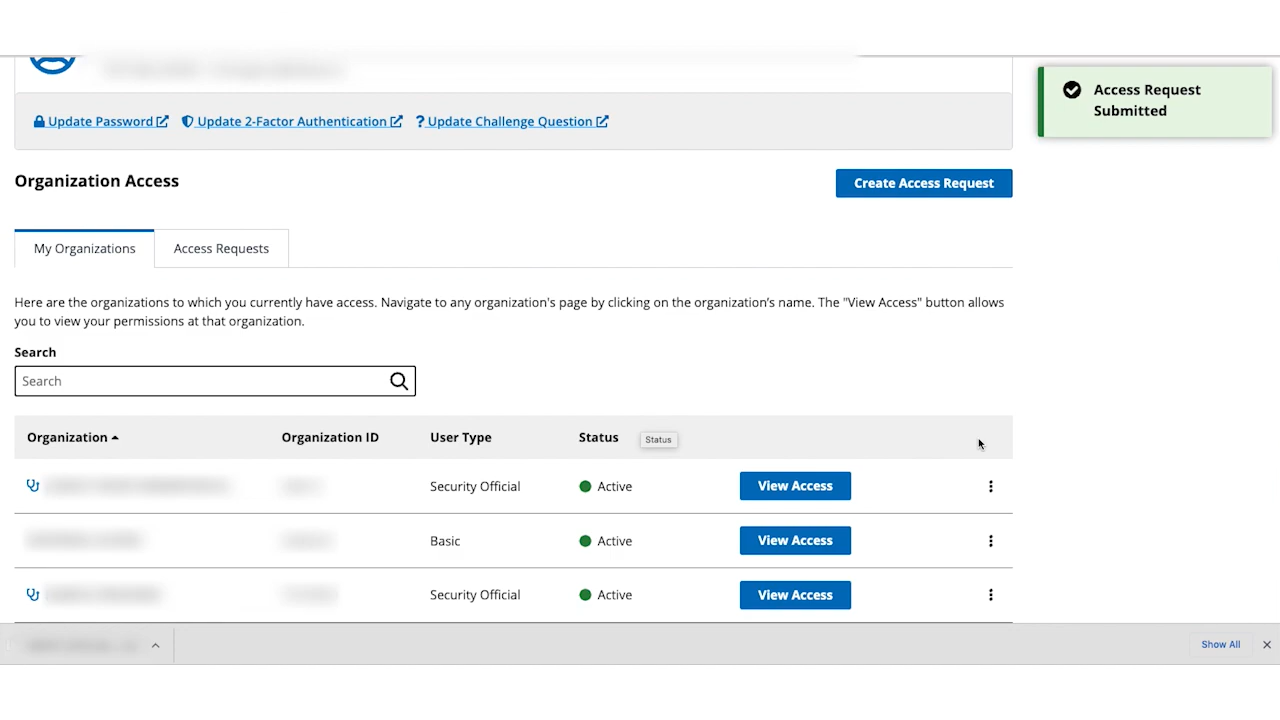 Access Request
Submitted
Update Password
Update 2-Factor Authentication
? Update Challenge Question
Organization Access
Create Access Request
My Organizations
Access Requests
Here are the organizations to which you currently have access. Navigate to any organization's page by clicking on the organization's name. The "View Access" button allows
you to view your permissions at that organization.
Search
Search
Organization
Organization ID
User Type
Status
Status
Security Official
Active
View Access
Basic
Active
View Access
Security Official
Active
View Access
Show All